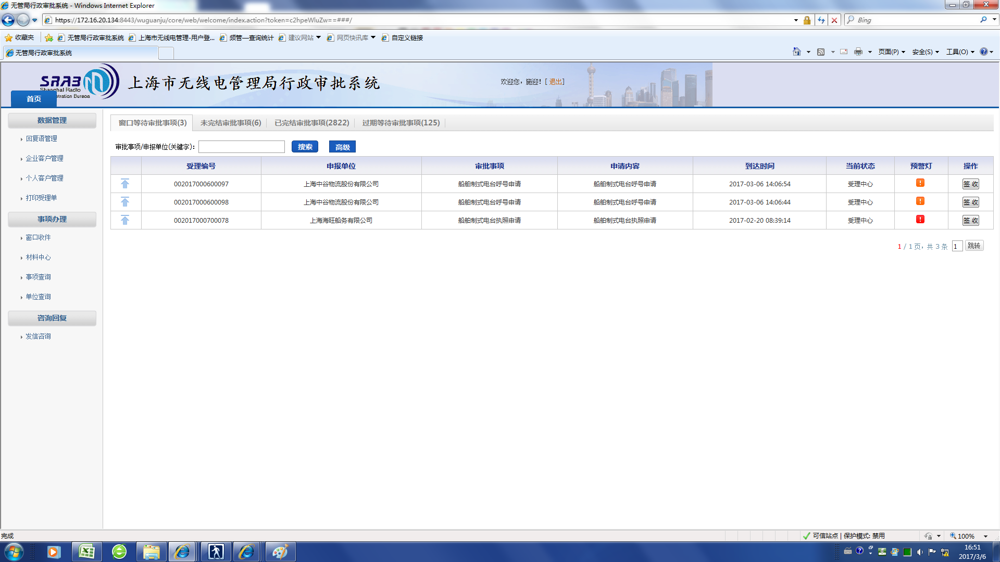 无管局行政审批系统 - Windows Internet Explorer
https://172.16.20.134:8443/wuguanju/core/web/welcome/index.action?token=c2hpeWluZw==###/
Bing
收藏夹 无管局行政审批系统 上海市无线电管理-用户登... 频管—查询统计 建议网站 网页快讯库 自定义链接
无管局行政审批系统
页面(P) 安全(S) 工具(O)
SRAB
Shanghai Radio
上海市无线电管理局行政审批系统
欢迎您，施迎! [ 退出]
首页
数据管理
回复语管理
企业客户管理
个人客户管理
打印受理单
事项办理
窗口收件
材料中心
事项查询
单位查询
咨询回复
发信咨询
窗口等待审批事项(3) 未完结审批事项(6) 已完结审批事项(2822) 过期等待审批事项(125)
审批事项/申报单位(关键字): 搜索 高级
受理编号 申报单位 审批事项 申请内容 到达时间 当前状态 预警灯 操作
002017000600097 上海中谷物流股份有限公司 船舶制式电台呼号申请 船舶制式电台呼号申请 2017-03-06 14:06:54 受理中心 签 收
002017000600098 上海中谷物流股份有限公司 船舶制式电台呼号申请 船舶制式电台呼号申请 2017-03-06 14:06:44 受理中心 签 收
002017000700078 上海海旺船务有限公司 船舶制式电台执照申请 船舶制式电台执照申请 2017-02-20 08:39:14 受理中心 签 收
1 / 1 页，共 3 条 1 跳转
完成
可信站点 | 保护模式: 禁用
100%
16:51
2017/3/6